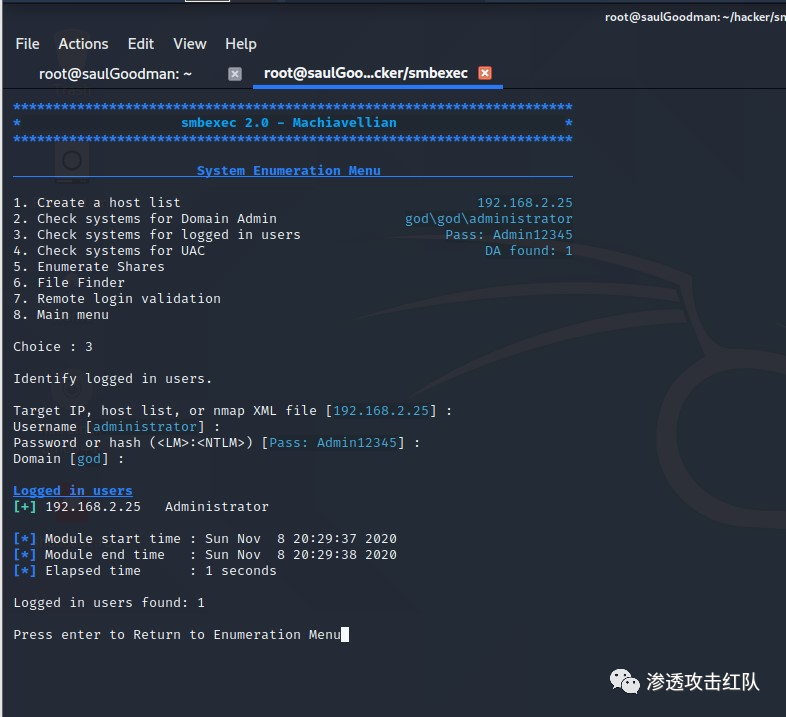 root@saulGoodman: ~/hacker/sm
File Actions Edit View Help
root@saulGoodman: ~ root@saulGoo...cker/smbexec
************************************************************************
* smbexec 2.0 - Machiavellian *
************************************************************************
System Enumeration Menu
1. Create a host list 192.168.2.25
2. Check systems for Domain Admin god\god\administrator
3. Check systems for logged in users Pass: Admin12345
4. Check systems for UAC DA found: 1
5. Enumerate Shares
6. File Finder
7. Remote login validation
8. Main menu
Choice : 3
Identify logged in users.
Target IP, host list, or nmap XML file [192.168.2.25] :
Username [administrator] :
Password or hash (<LM>:<NTLM>) [Pass: Admin12345] :
Domain [god] :
Logged in users
[+] 192.168.2.25 Administrator
[*] Module start time : Sun Nov 8 20:29:37 2020
[*] Module end time : Sun Nov 8 20:29:38 2020
[*] Elapsed time : 1 seconds
Logged in users found: 1
Press enter to Return to Enumeration Menu
渗透攻击红队